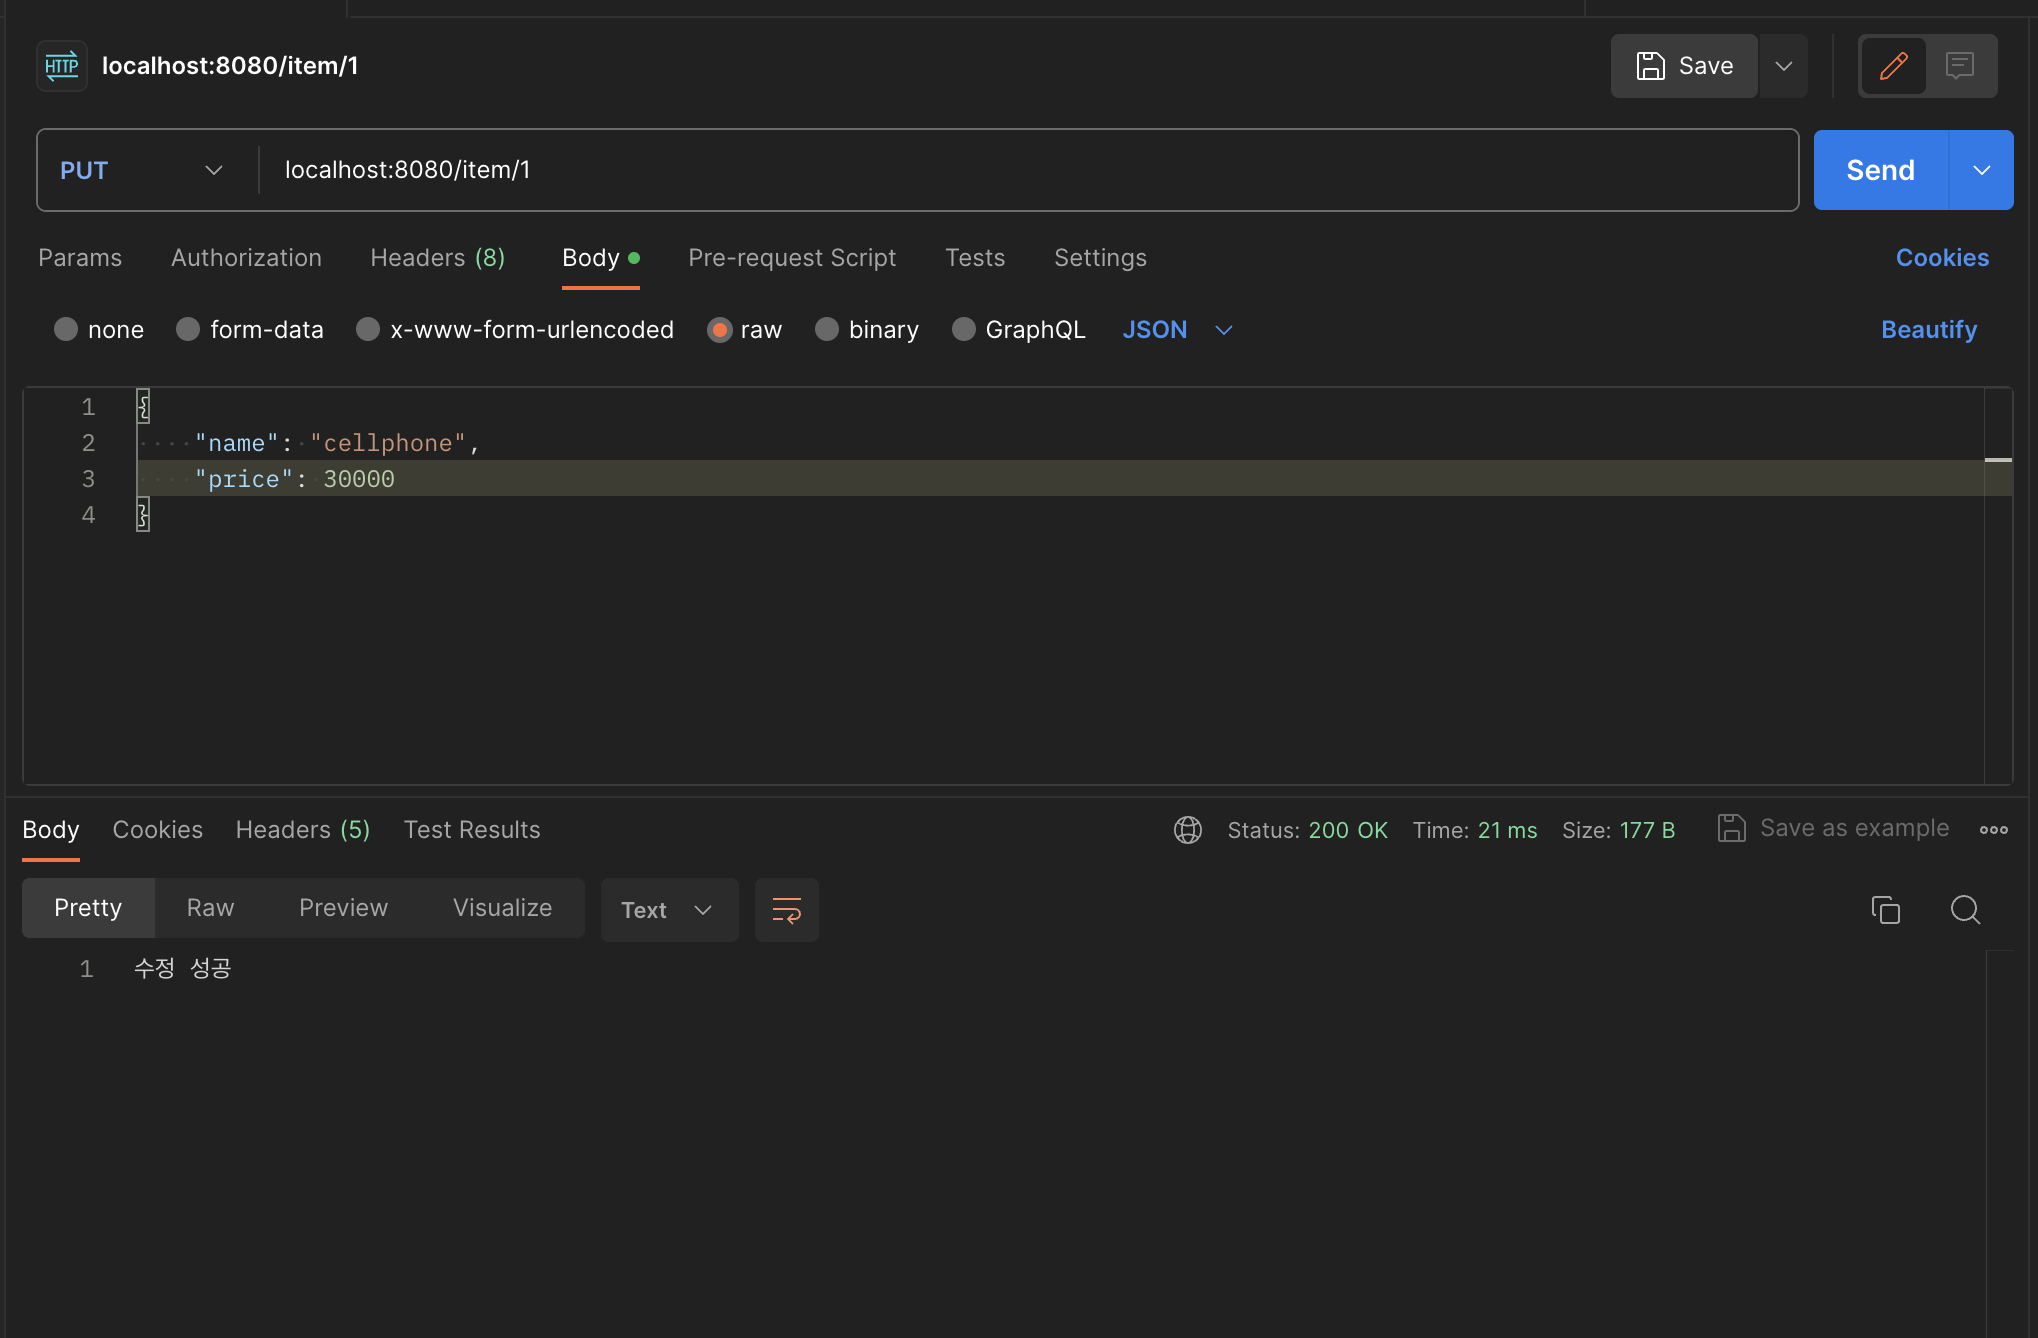 HTTP localhost:8080/item/1 Save
PUT localhost:8080/item/1 Send
Params Authorization Headers (8) Body Pre-request Script Tests Settings Cookies
none form-data x-www-form-urlencoded raw binary GraphQL JSON Beautify
1 {
2 "name": "cellphone",
3 "price": 30000
4 }
Body Cookies Headers (5) Test Results Status: 200 OK Time: 21 ms Size: 177 B Save as example
Pretty Raw Preview Visualize Text
1 수정 성공